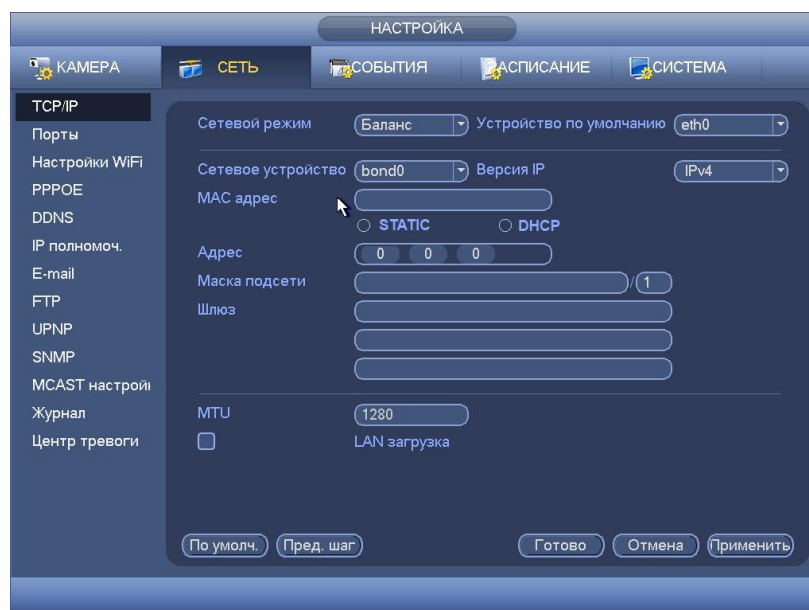 НАСТРОЙКА
КАМЕРА СЕТЬ СОБЫТИЯ РАСПИСАНИЕ СИСТЕМА
TCP/IP
Порты
Настройки WiFi
PPPOE
DDNS
IP полномоч.
E-mail
FTP
UPNP
SNMP
MCAST настройк
Журнал
Центр тревоги
Сетевой режим Баланс Устройство по умолчанию eth0
Сетевое устройство bond0 Версия IP IPv4
MAC адрес
STATIC DHCP
Адрес 0 0 0
Маска подсети / 1
Шлюз
MTU 1280
LAN загрузка
По умолч. Пред. шаг Готово Отмена Применить